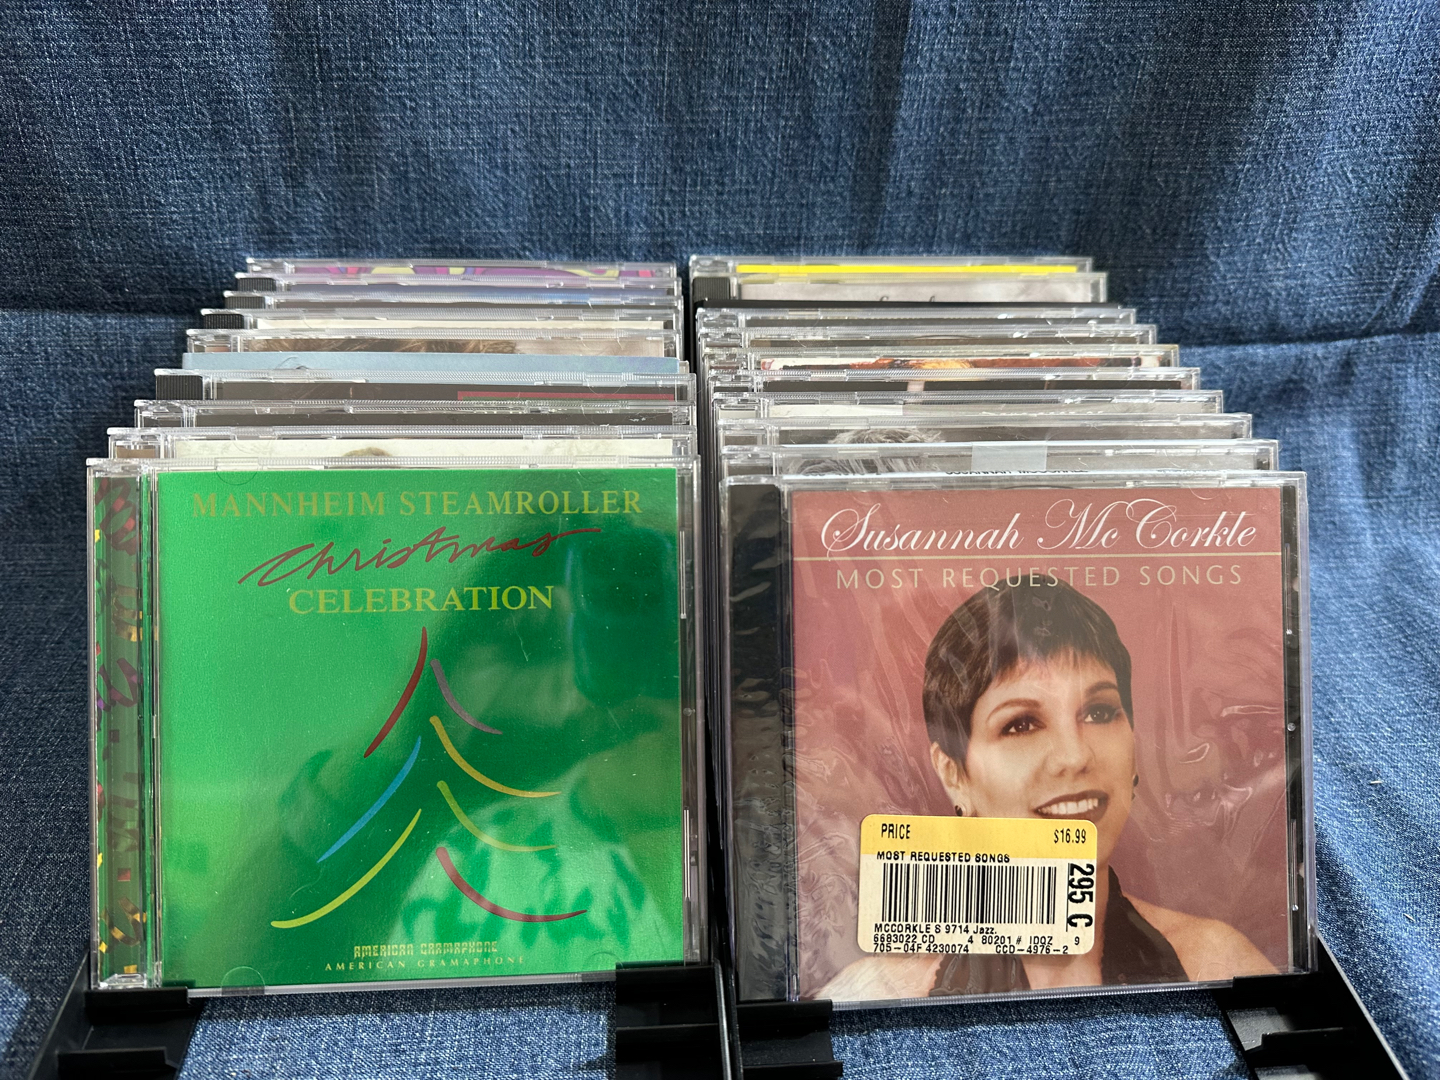 MANNHEIM STEAMROLLER
Christmas
CELEBRATION
AMERICAN GRAMAPHONE
AMERICAN GRAMAPHONE
Susannah McCorkle
MOST REQUESTED SONGS
PRICE $16.99
MOST REQUESTED SONGS
295 C
MCCORKLE S 9714 Jazz.
6683022 CD 4 80201 # IDQZ 9
705-04F 4230074 CCD-4976-2